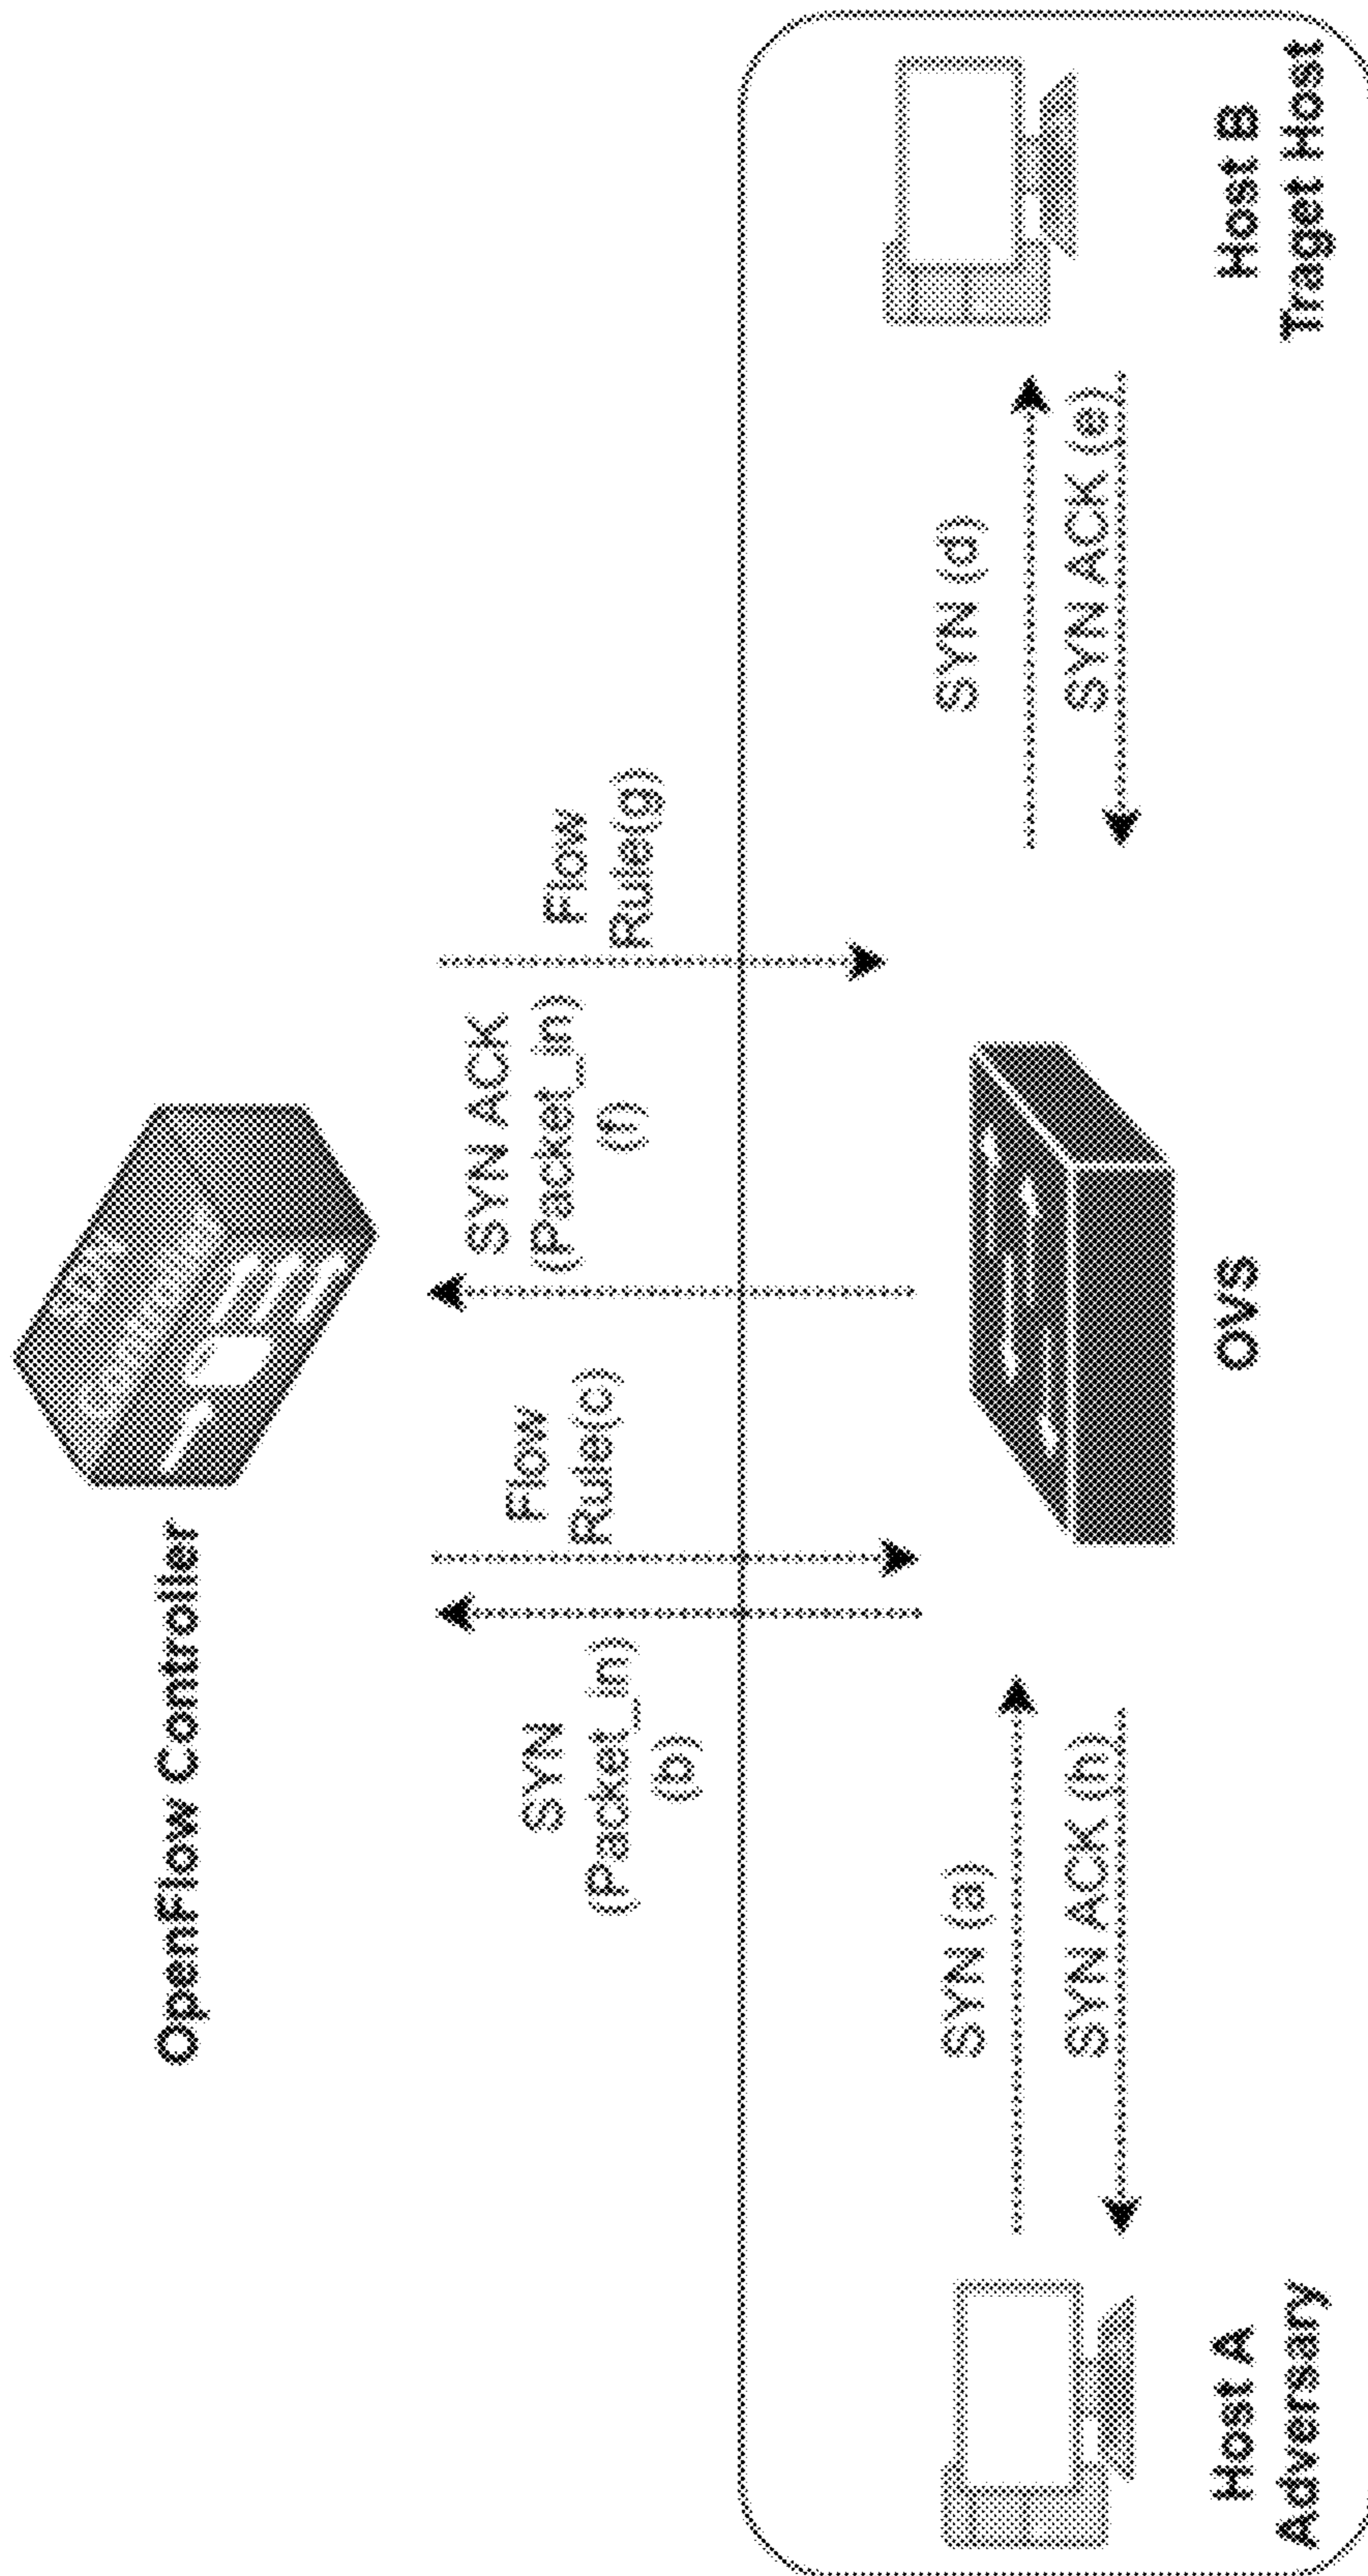 OpenFlow Controller
SYN
(Packet_in)
(b)
Flow
Rule(c)
SYN ACK
(Packet_in)
(f)
Flow
Rule(g)
SYN (a)
SYN ACK (h)
SYN (d)
SYN ACK (e)
Host A
Adversary
OVS
Host B
Traget Host